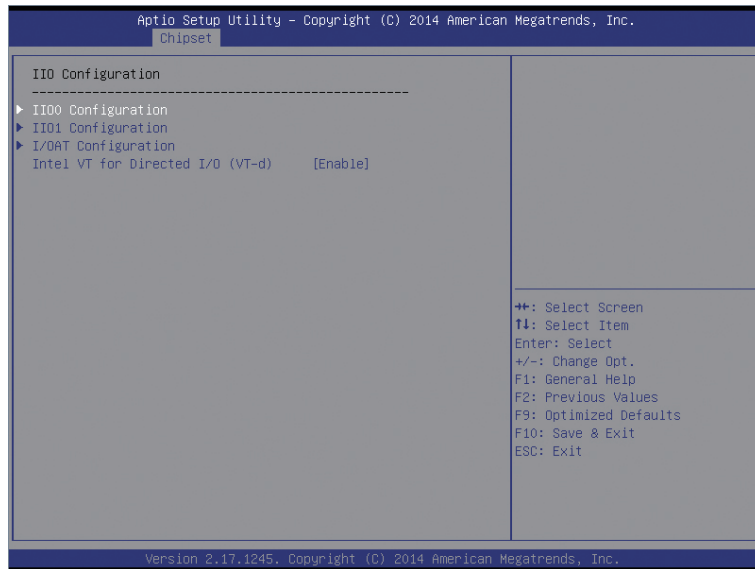 Aptio Setup Utility – Copyright (C) 2014 American Megatrends, Inc.
Chipset
IIO Configuration
--------------------------------------------------
IIO0 Configuration
IIO1 Configuration
I/OAT Configuration
Intel VT for Directed I/O (VT-d) [Enable]
→←: Select Screen
↑↓: Select Item
Enter: Select
+/-: Change Opt.
F1: General Help
F2: Previous Values
F9: Optimized Defaults
F10: Save & Exit
ESC: Exit
Version 2.17.1245. Copyright (C) 2014 American Megatrends, Inc.